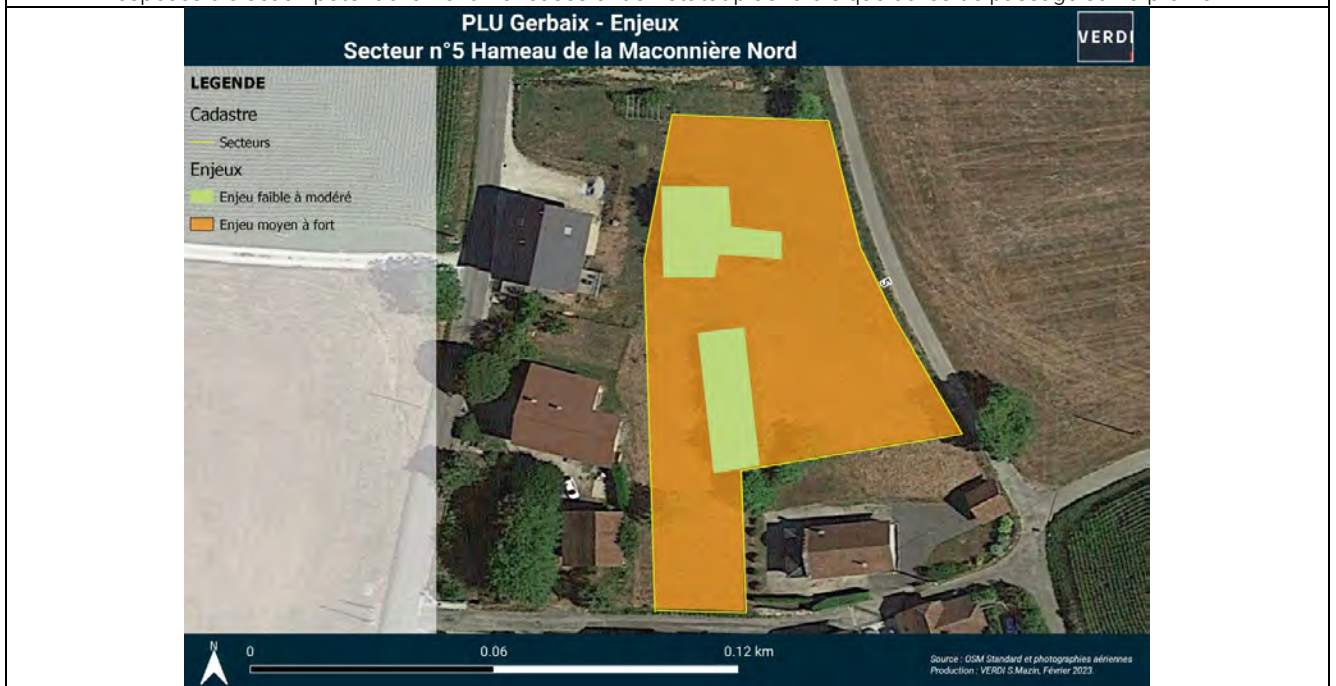 PLU Gerbaix - Enjeux
Secteur n°5 Hameau de la Maconnière Nord
VERDI
LEGENDE
Cadastre
Secteurs
Enjeux
Enjeu faible à modéré
Enjeu moyen à fort
5
N
0
0.06
0.12 km
Source : OSM Standard et photographies aériennes
Production : VERDI S.Mazin, Février 2023.